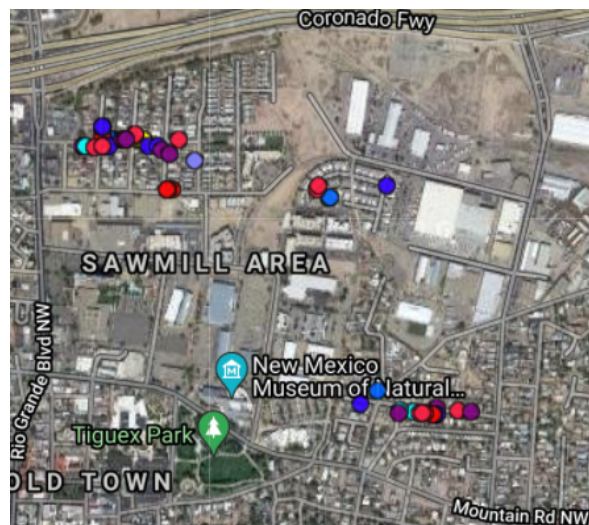 Coronado Fwy
SAWMILL AREA
Rio Grande Blvd NW
New Mexico
Museum of Natural...
Tiguex Park
OLD TOWN
Mountain Rd NW